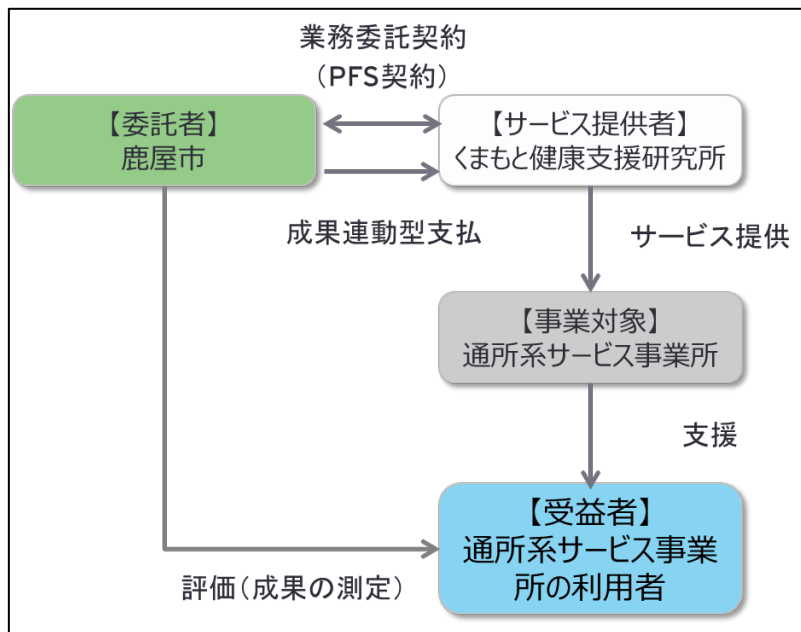 業務委託契約
（PFS契約）
【委託者】
鹿屋市
【サービス提供者】
くまもと健康支援研究所
成果連動型支払
サービス提供
【事業対象】
通所系サービス事業所
支援
【受益者】
通所系サービス事業
所の利用者
評価（成果の測定）